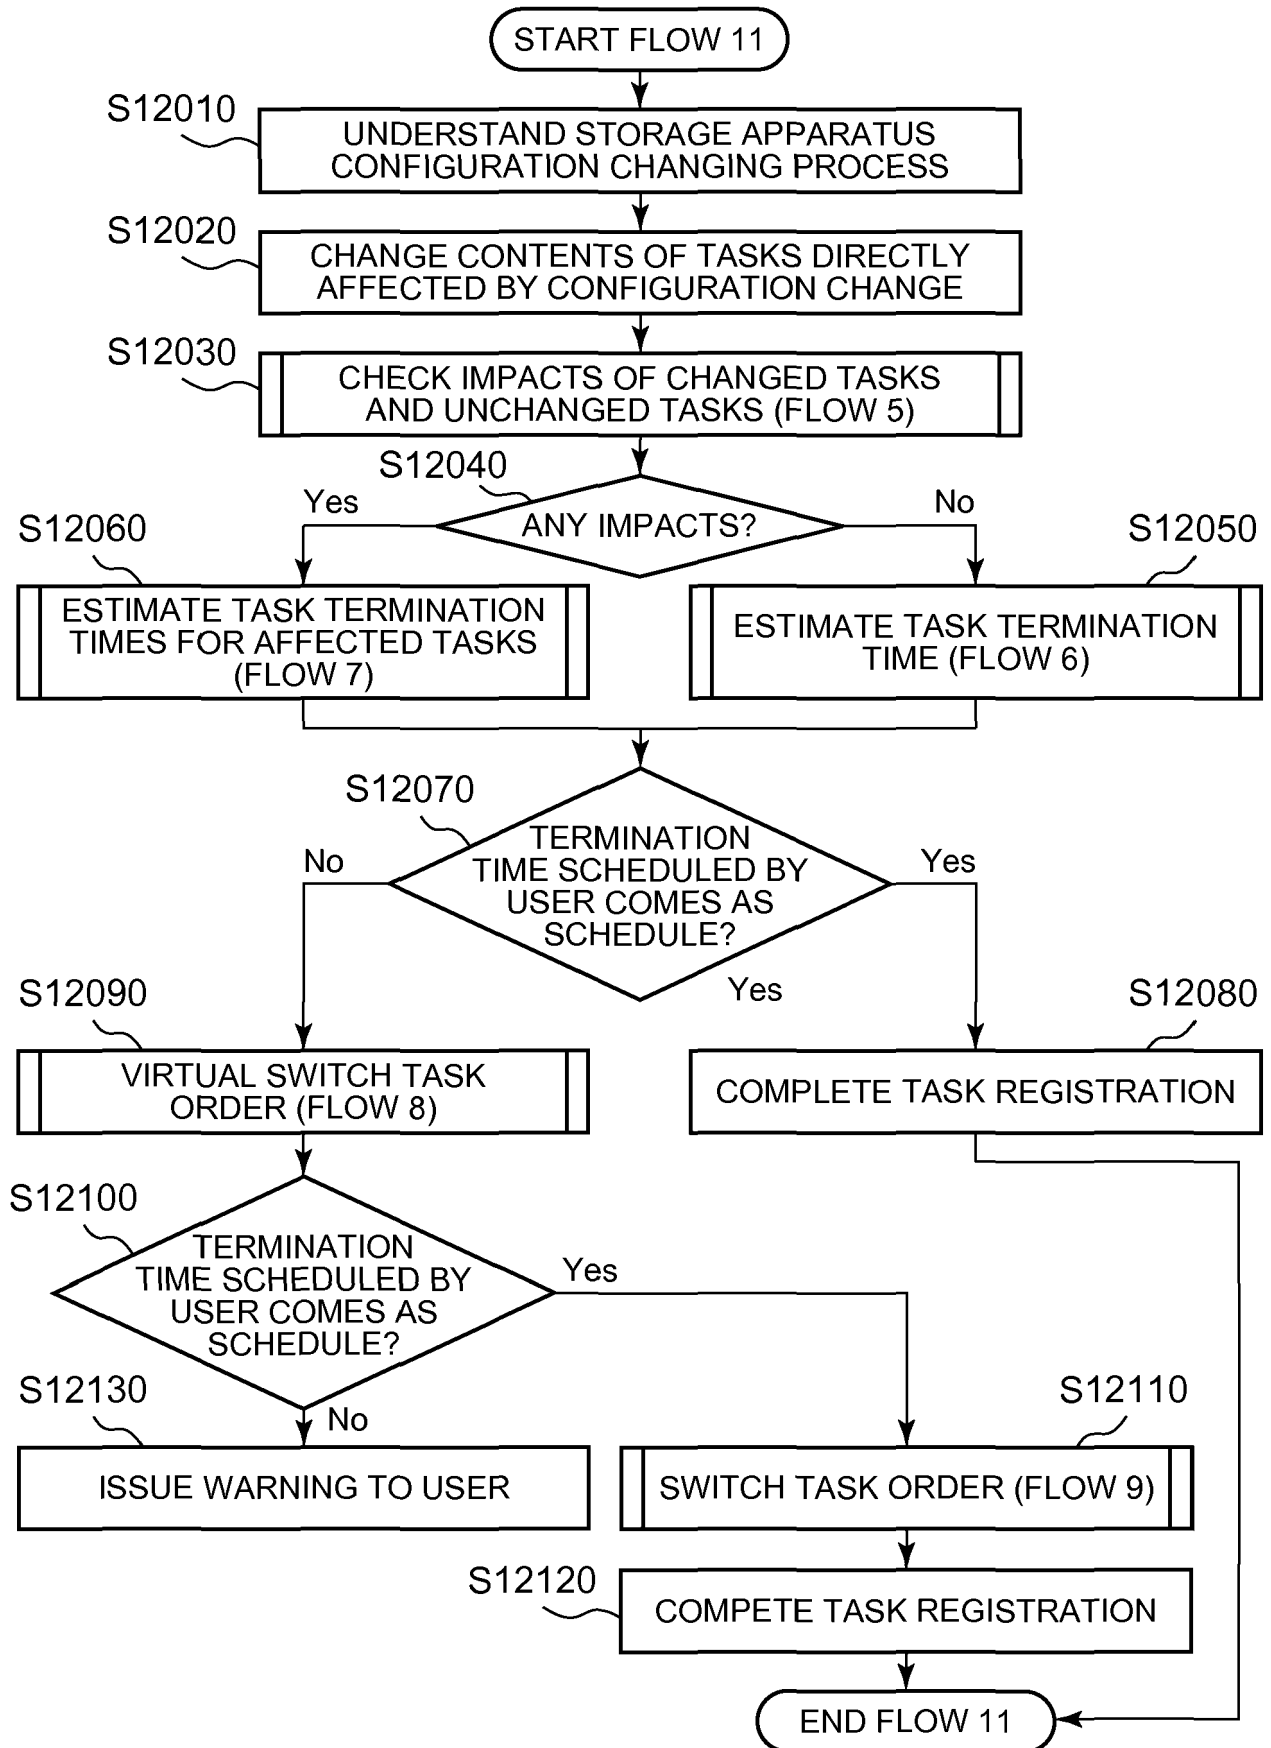 START FLOW 11
S12010
UNDERSTAND STORAGE APPARATUS
CONFIGURATION CHANGING PROCESS
S12020
CHANGE CONTENTS OF TASKS DIRECTLY
AFFECTED BY CONFIGURATION CHANGE
S12030
CHECK IMPACTS OF CHANGED TASKS
AND UNCHANGED TASKS (FLOW 5)
S12040
Yes
ANY IMPACTS?
No
S12060
ESTIMATE TASK TERMINATION
TIMES FOR AFFECTED TASKS
(FLOW 7)
S12050
ESTIMATE TASK TERMINATION
TIME (FLOW 6)
S12070
No
TERMINATION
TIME SCHEDULED BY
USER COMES AS
SCHEDULE?
Yes
Yes
S12090
VIRTUAL SWITCH TASK
ORDER (FLOW 8)
S12080
COMPLETE TASK REGISTRATION
S12100
TERMINATION
TIME SCHEDULED BY
USER COMES AS
SCHEDULE?
Yes
No
S12130
ISSUE WARNING TO USER
S12110
SWITCH TASK ORDER (FLOW 9)
S12120
COMPETE TASK REGISTRATION
END FLOW 11